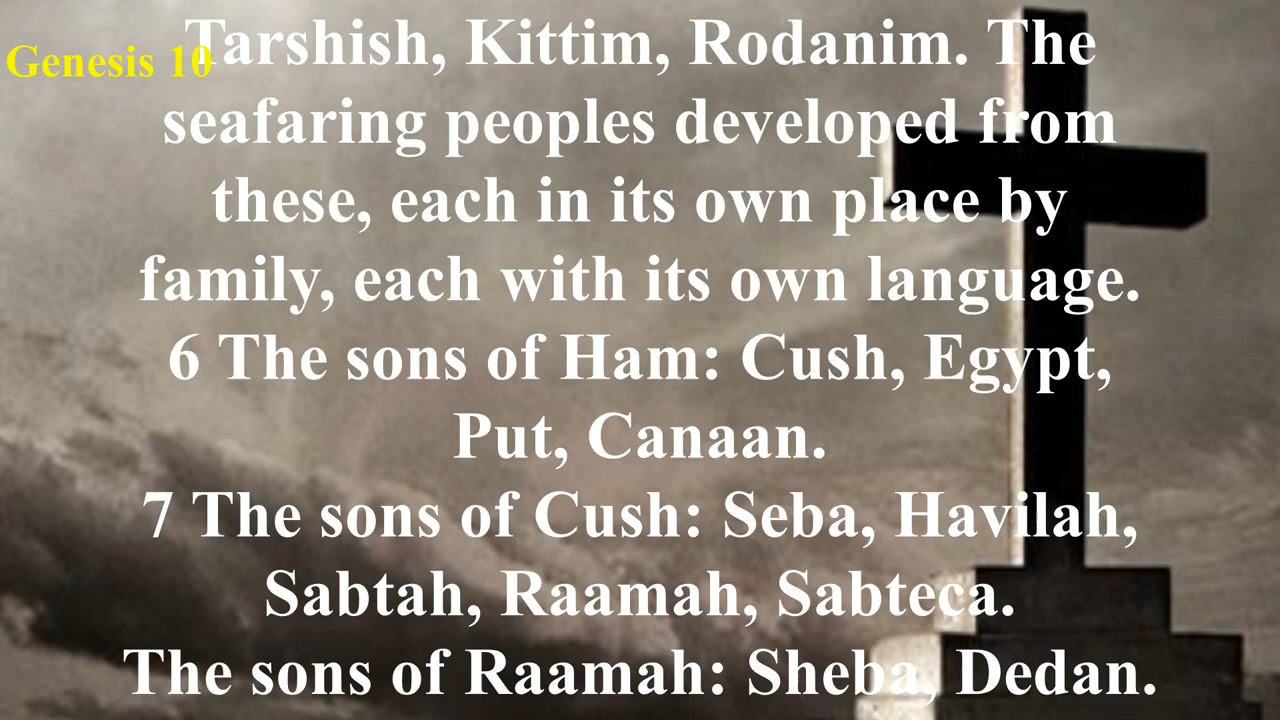 Genesis 10
Tarshish, Kittim, Rodanim. The
seafaring peoples developed from
these, each in its own place by
family, each with its own language.
6 The sons of Ham: Cush, Egypt,
Put, Canaan.
7 The sons of Cush: Seba, Havilah,
Sabtah, Raamah, Sabteca.
The sons of Raamah: Sheba, Dedan.